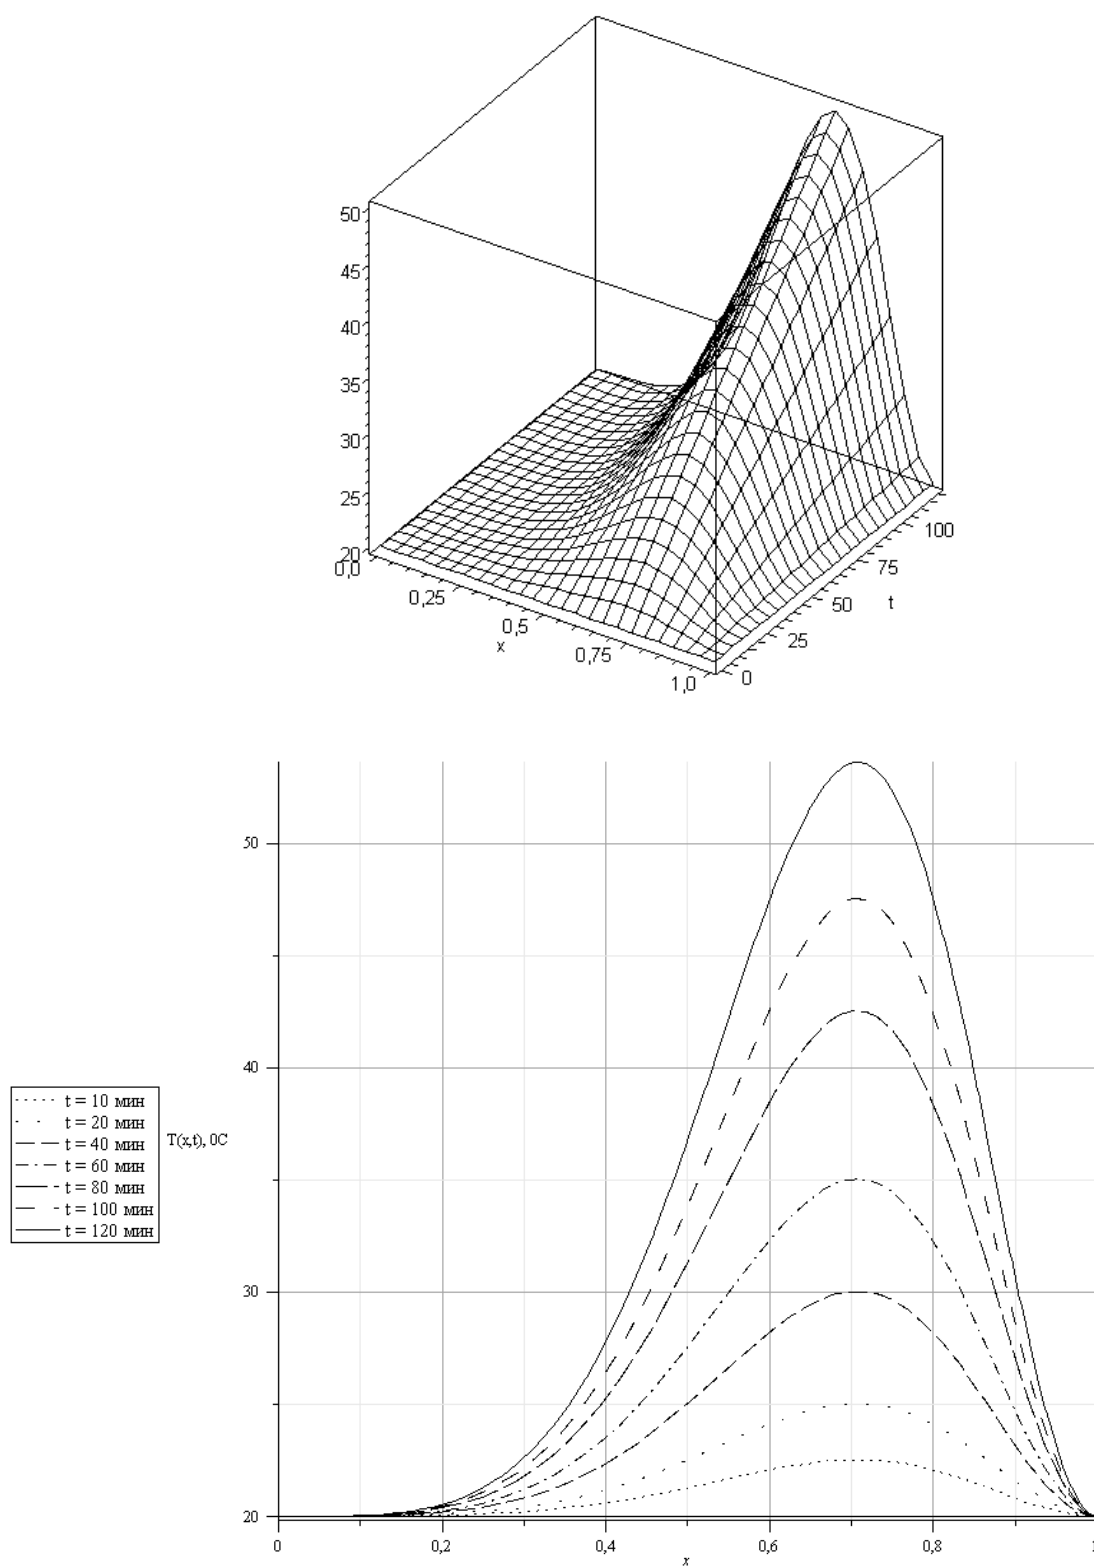 50
45
40
35
30
25
20
0,0
0,25
0,5
x
0,75
1,0
0
25
50
t
75
100
50
40
30
20
t = 10 мин
t = 20 мин
t = 40 мин
t = 60 мин
t = 80 мин
t = 100 мин
t = 120 мин
T(x,t), 0C
0
0,2
0,4
0,6
0,8
1
x